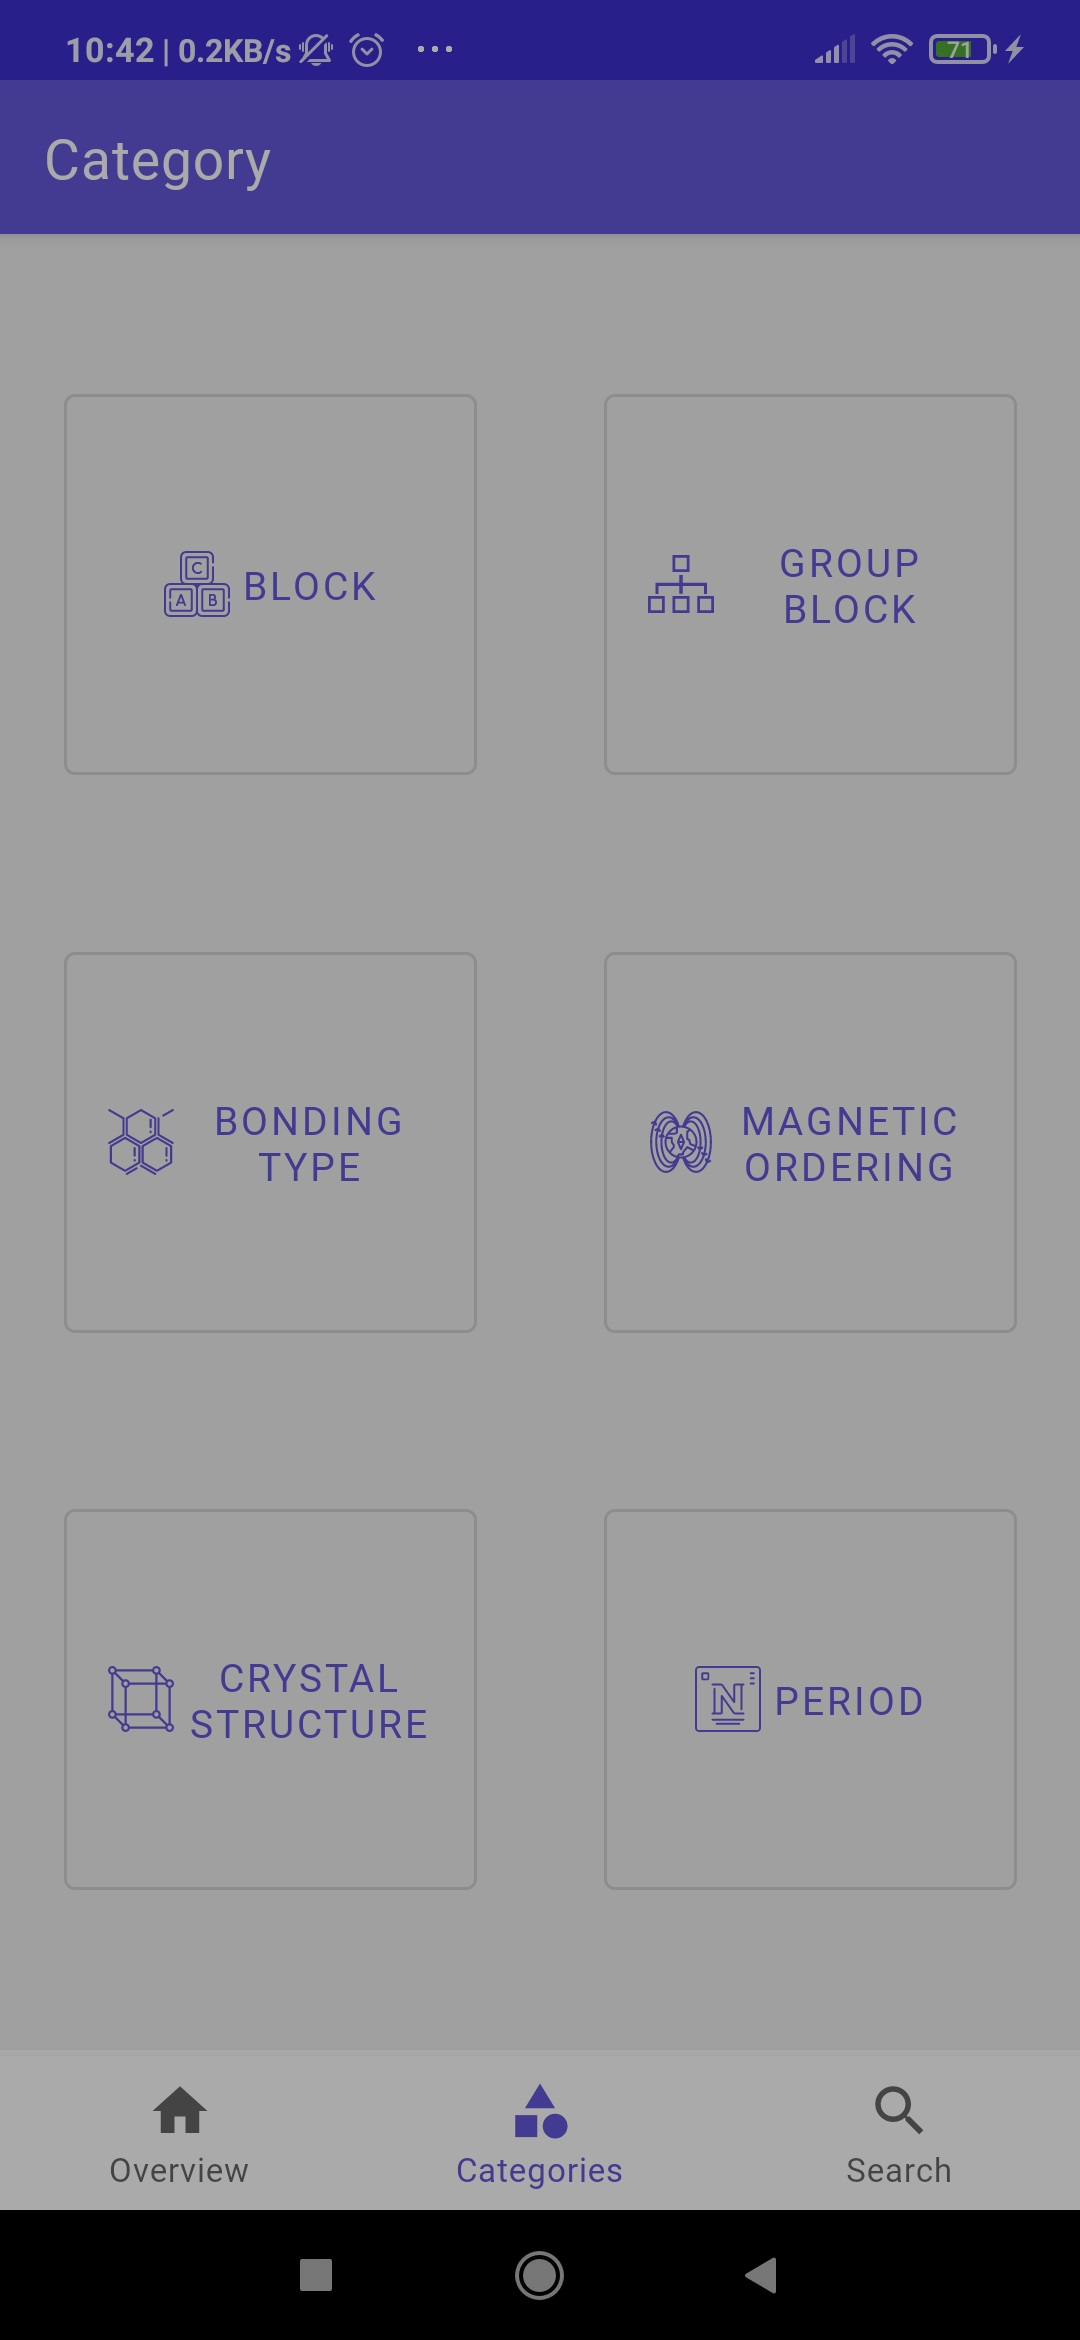 10:42 | 0.2KB/s
71
Category
C
A B
BLOCK
GROUP
BLOCK
BONDING
TYPE
MAGNETIC
ORDERING
CRYSTAL
STRUCTURE
N
PERIOD
Overview
Categories
Search